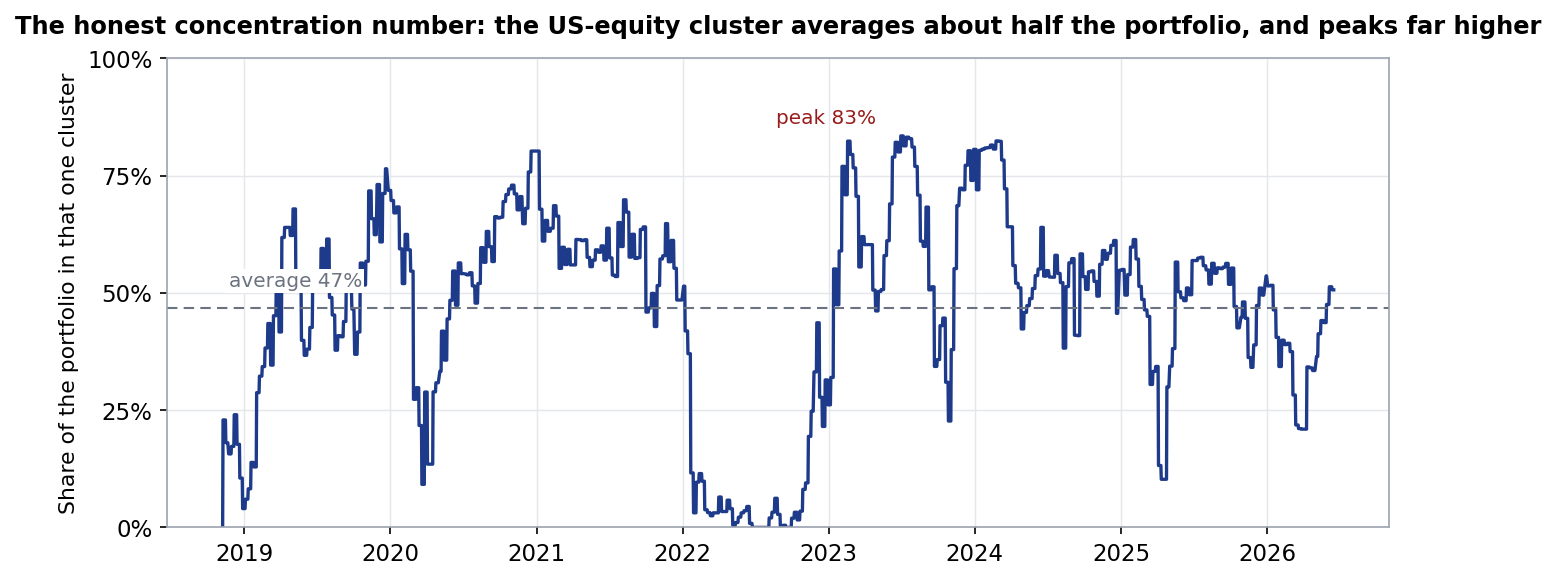 The honest concentration number: the US-equity cluster averages about half the portfolio, and peaks far higher
Share of the portfolio in that one cluster
100%
75%
50%
25%
0%
peak 83%
average 47%
2019 2020 2021 2022 2023 2024 2025 2026